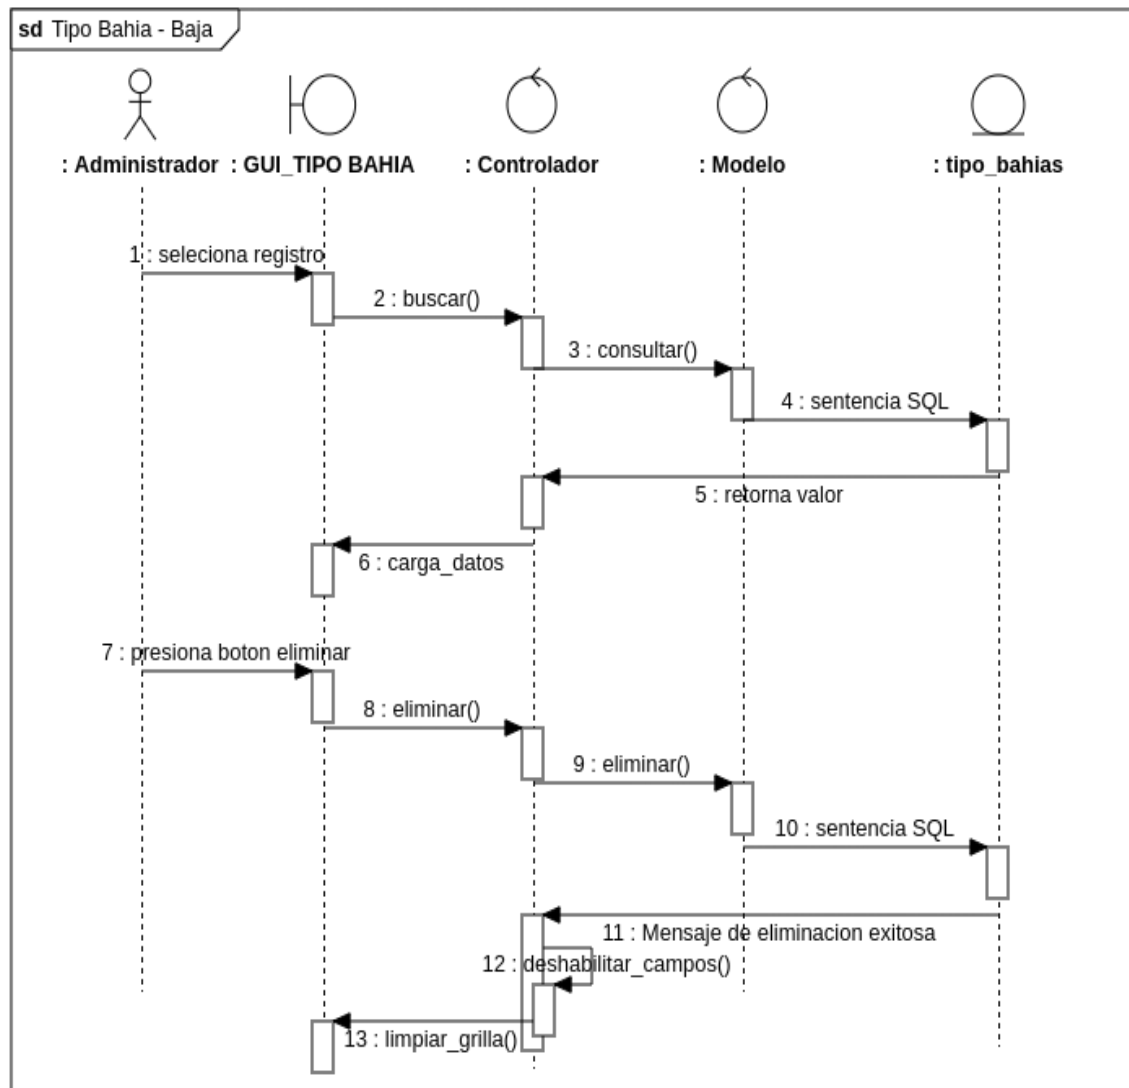 sd Tipo Bahia - Baja
: Administrador : GUI_TIPO BAHIA : Controlador : Modelo : tipo_bahias
1 : seleciona registro
2 : buscar()
3 : consultar()
4 : sentencia SQL
5 : retorna valor
6 : carga_datos
7 : presiona boton eliminar
8 : eliminar()
9 : eliminar()
10 : sentencia SQL
11 : Mensaje de eliminacion exitosa
12 : deshabilitar_campos()
13 : limpiar_grilla()